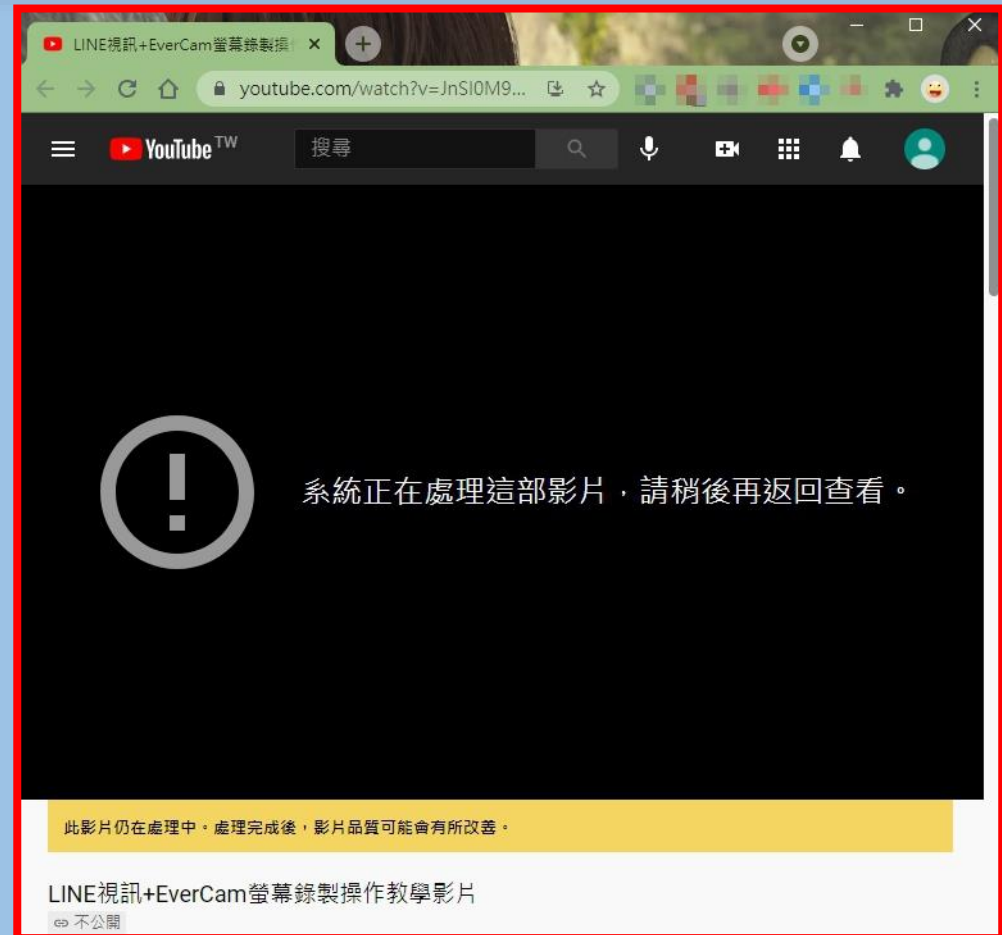 LINE視訊+EverCam螢幕錄製操
youtube.com/watch?v=JnSI0M9...
YouTube TW
搜尋
系統正在處理這部影片，請稍後再返回查看。
此影片仍在處理中。處理完成後，影片品質可能會有所改善。
LINE視訊+EverCam螢幕錄製操作教學影片
不公開